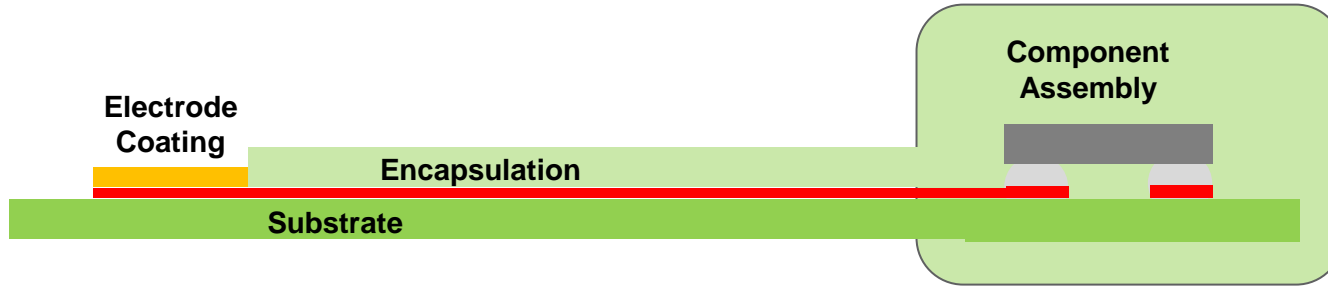 Component
Assembly
Electrode
Coating
Encapsulation
Substrate